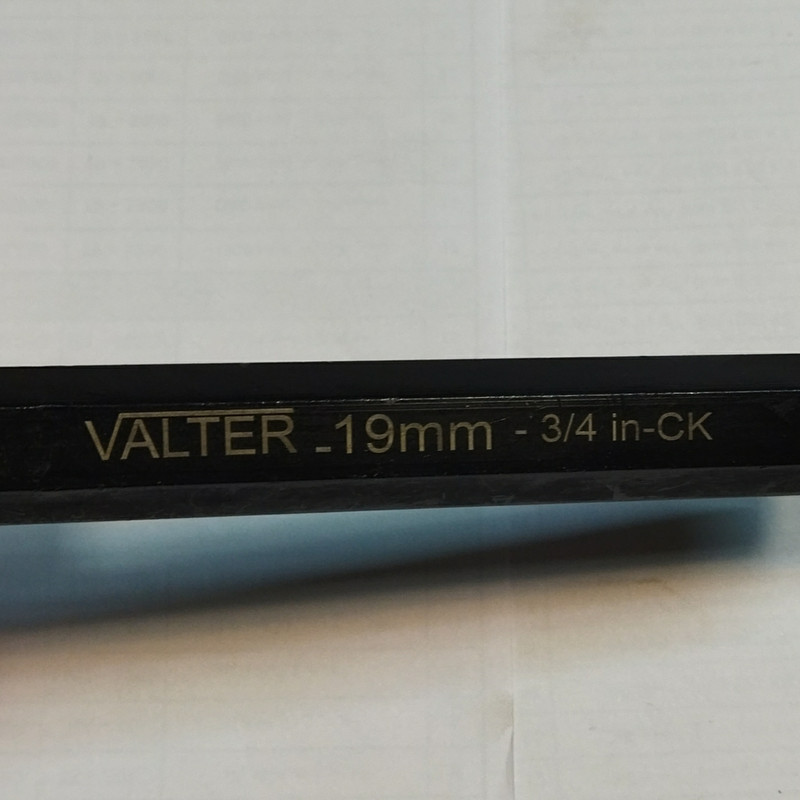 VALTER -19mm - 3/4 in-CK